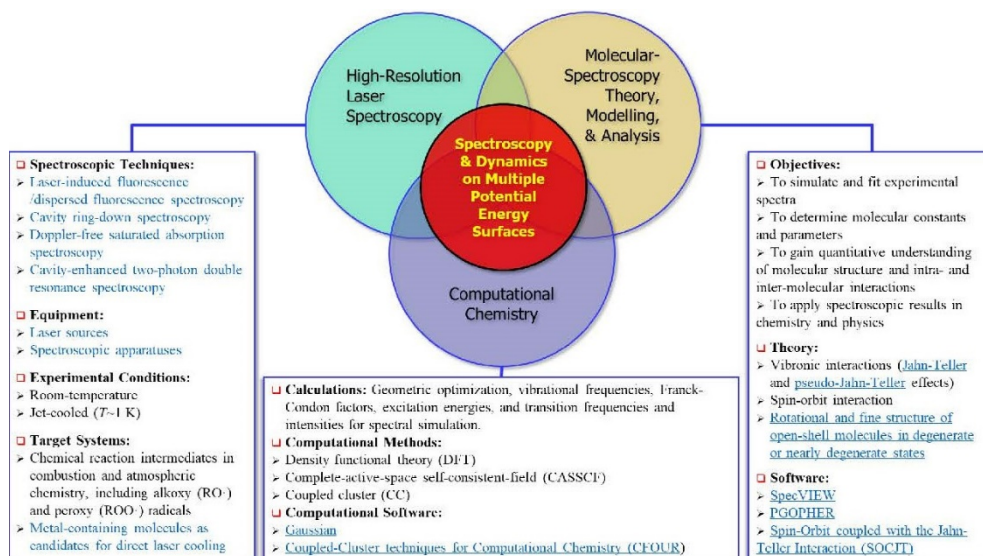 High-Resolution
Laser
Spectroscopy
Molecular-
Spectroscopy
Theory,
Modelling,
& Analysis
Spectroscopy
& Dynamics
on Multiple
Potential
Energy
Surfaces
Computational
Chemistry
Spectroscopic Techniques:
Laser-induced fluorescence
/dispersed fluorescence spectroscopy
Cavity ring-down spectroscopy
Doppler-free saturated absorption
spectroscopy
Cavity-enhanced two-photon double
resonance spectroscopy
Equipment:
Laser sources
Spectroscopic apparatuses
Experimental Conditions:
Room-temperature
Jet-cooled (T~1 K)
Target Systems:
Chemical reaction intermediates in
combustion and atmospheric
chemistry, including alkoxy (RO·)
and peroxy (ROO·) radicals
Metal-containing molecules as
candidates for direct laser cooling
Calculations: Geometric optimization, vibrational frequencies, Franck-
Condon factors, excitation energies, and transition frequencies and
intensities for spectral simulation.
Computational Methods:
Density functional theory (DFT)
Complete-active-space self-consistent-field (CASSCF)
Coupled cluster (CC)
Computational Software:
Gaussian
Coupled-Cluster techniques for Computational Chemistry (CFOUR)
Objectives:
To simulate and fit experimental
spectra
To determine molecular constants
and parameters
To gain quantitative understanding
of molecular structure and intra- and
inter-molecular interactions
To apply spectroscopic results in
chemistry and physics
Theory:
Vibronic interactions (Jahn-Teller
and pseudo-Jahn-Teller effects)
Spin-orbit interaction
Rotational and fine structure of
open-shell molecules in degenerate
or nearly degenerate states
Software:
SpecVIEW
PGOPHER
Spin-Orbit coupled with the Jahn-
Teller Interaction (SOCJT)